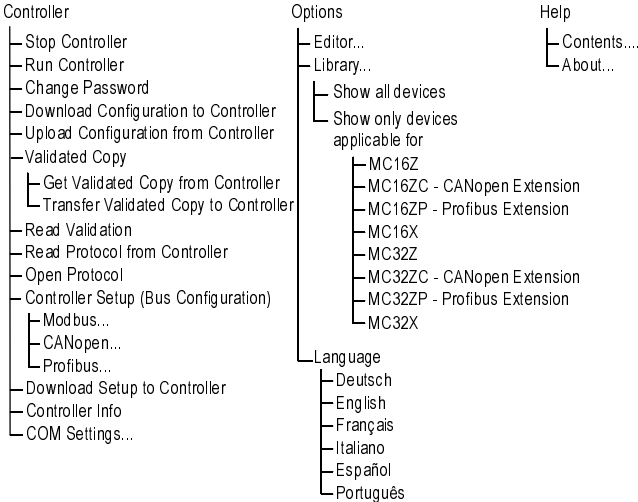 Controller
Stop Controller
Run Controller
Change Password
Download Configuration to Controller
Upload Configuration from Controller
Validated Copy
Get Validated Copy from Controller
Transfer Validated Copy to Controller
Read Validation
Read Protocol from Controller
Open Protocol
Controller Setup (Bus Configuration)
Modbus...
CANopen...
Profibus...
Download Setup to Controller
Controller Info
COM Settings...
Options
Editor...
Library...
Show all devices
Show only devices
applicable for
MC16Z
MC16ZC - CANopen Extension
MC16ZP - Profibus Extension
MC16X
MC32Z
MC32ZC - CANopen Extension
MC32ZP - Profibus Extension
MC32X
Language
Deutsch
English
Français
Italiano
Español
Português
Help
Contents....
About...